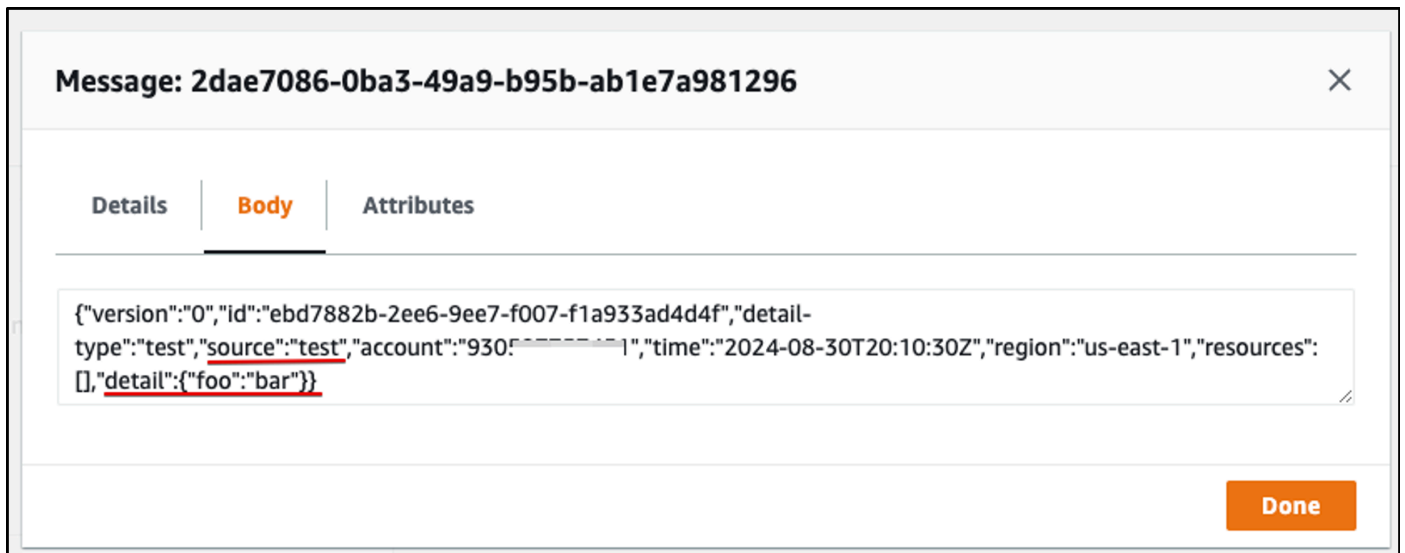 Message: 2dae7086-0ba3-49a9-b95b-ab1e7a981296
Details
Body
Attributes
{"version":"0","id":"ebd7882b-2ee6-9ee7-f007-f1a933ad4d4f","detail-
type":"test","source":"test","account":"930","time":"2024-08-30T20:10:30Z","region":"us-east-1","resources":
[],"detail":{"foo":"bar"}}
Done